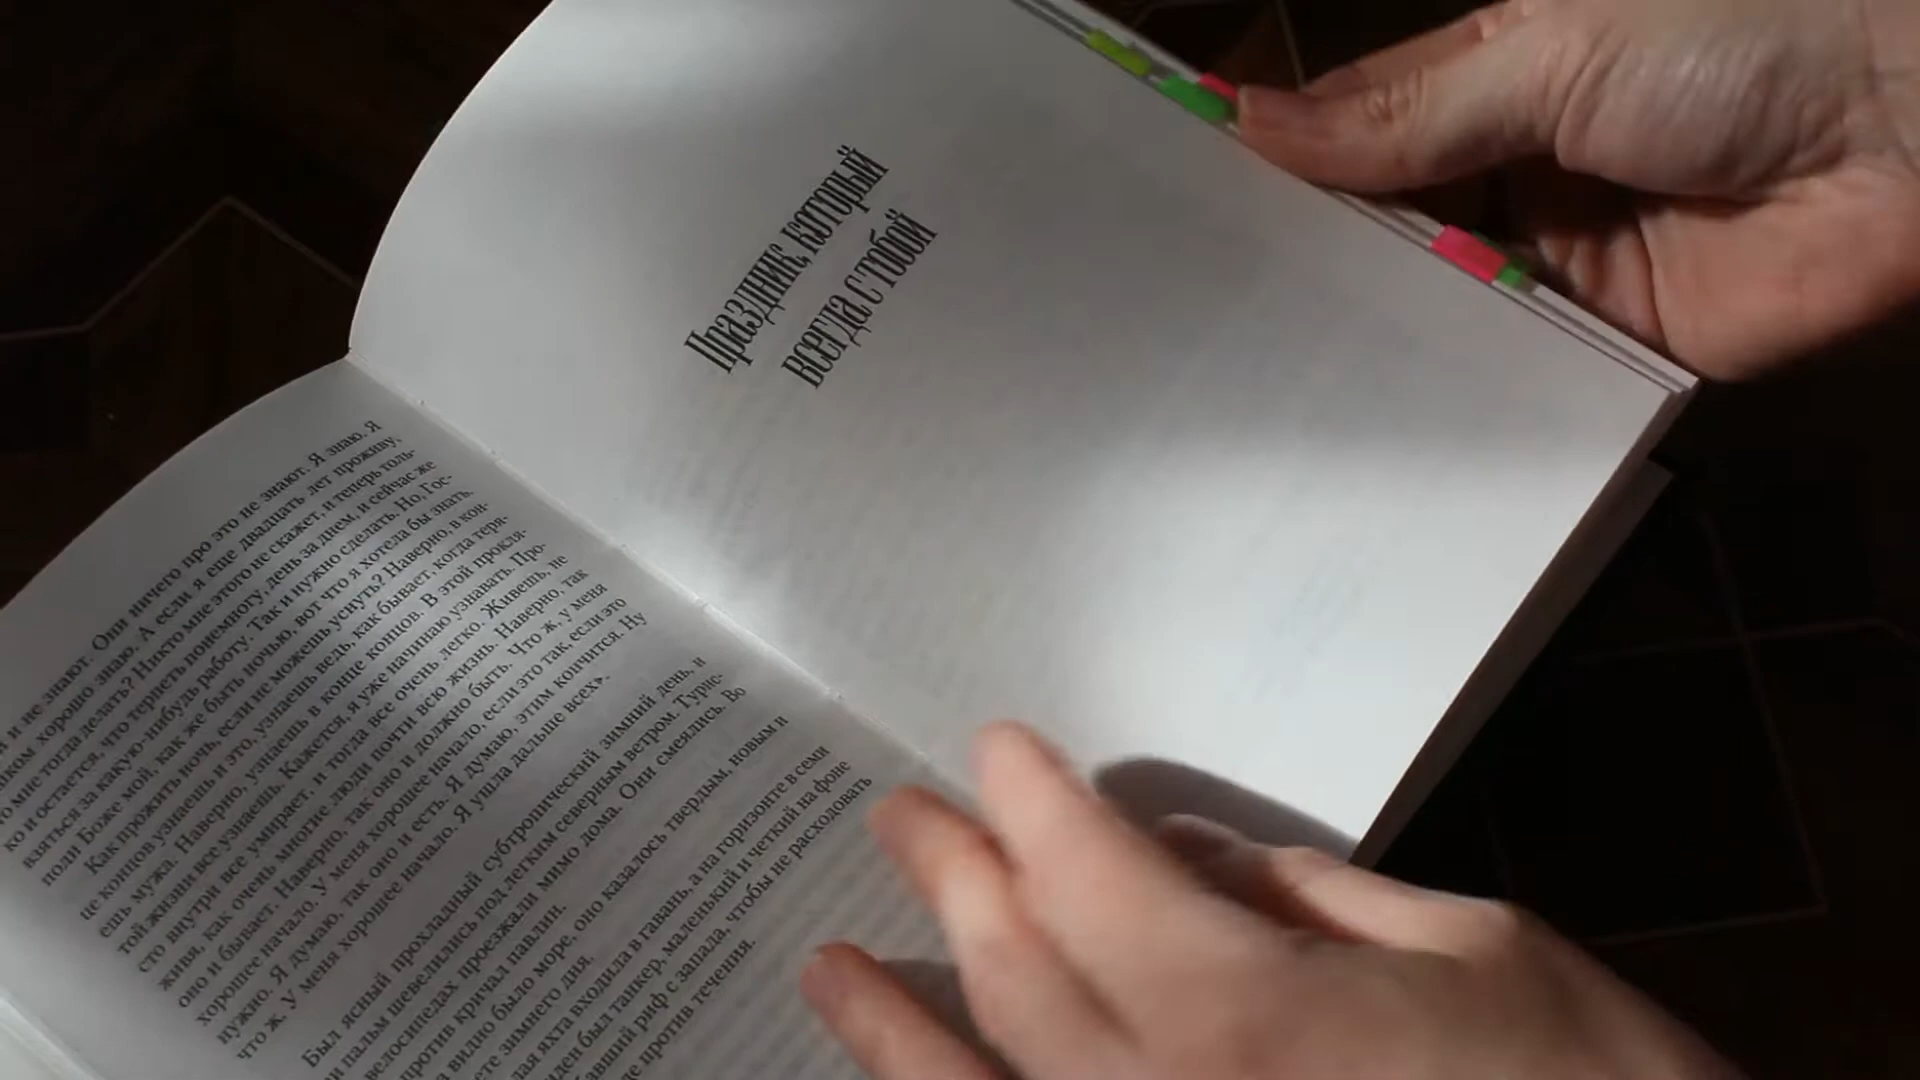 и не знают. Они ничего про это не знают. Я знаю. Я
хорошо знаю. А если я еще двадцать лет проживу,
мне тогда делать? Никто мне этого не скажет, и теперь толь-
ко и остается, что терпеть понемногу, день за днем, и сейчас же
взяться за какую-нибудь работу. Так и нужно сделать. Но, Гос-
поди Боже мой, как же быть ночью, вот что я хотела бы знать.
Как прожить ночь, если не можешь уснуть? Наверно, в кон-
це концов узнаешь и это, узнаешь ведь, как бывает, когда теря-
ешь мужа. Наверно, узнаешь в конце концов. В этой прокля-
той жизни все узнаешь. Кажется, я уже начинаю узнавать. Про-
сто внутри все умирает, и тогда все очень легко. Живешь, не
живя, как очень многие люди почти всю жизнь. Наверно, так
оно и бывает. Наверно, так оно и должно быть. Что ж, у меня
хорошее начало. У меня хорошее начало, если это так, если это
нужно. Я думаю, так оно и есть. Я думаю, этим кончится. Ну
что ж. У меня хорошее начало. Я ушла дальше всех».
Был ясный прохладный субтропический зимний день, и
пальм шевелились под легким северным ветром. Турис-
велосипедах проезжали мимо дома. Они смеялись. Во
против кричал павлин.
видно было море, оно казалось твердым, новым и
зимнего дня.
яхта входила в гавань, а на горизонте в семи
был танкер, маленький и четкий на фоне
риф с запада, чтобы не расходовать
против течения.
Праздник, который
всегда с тобой